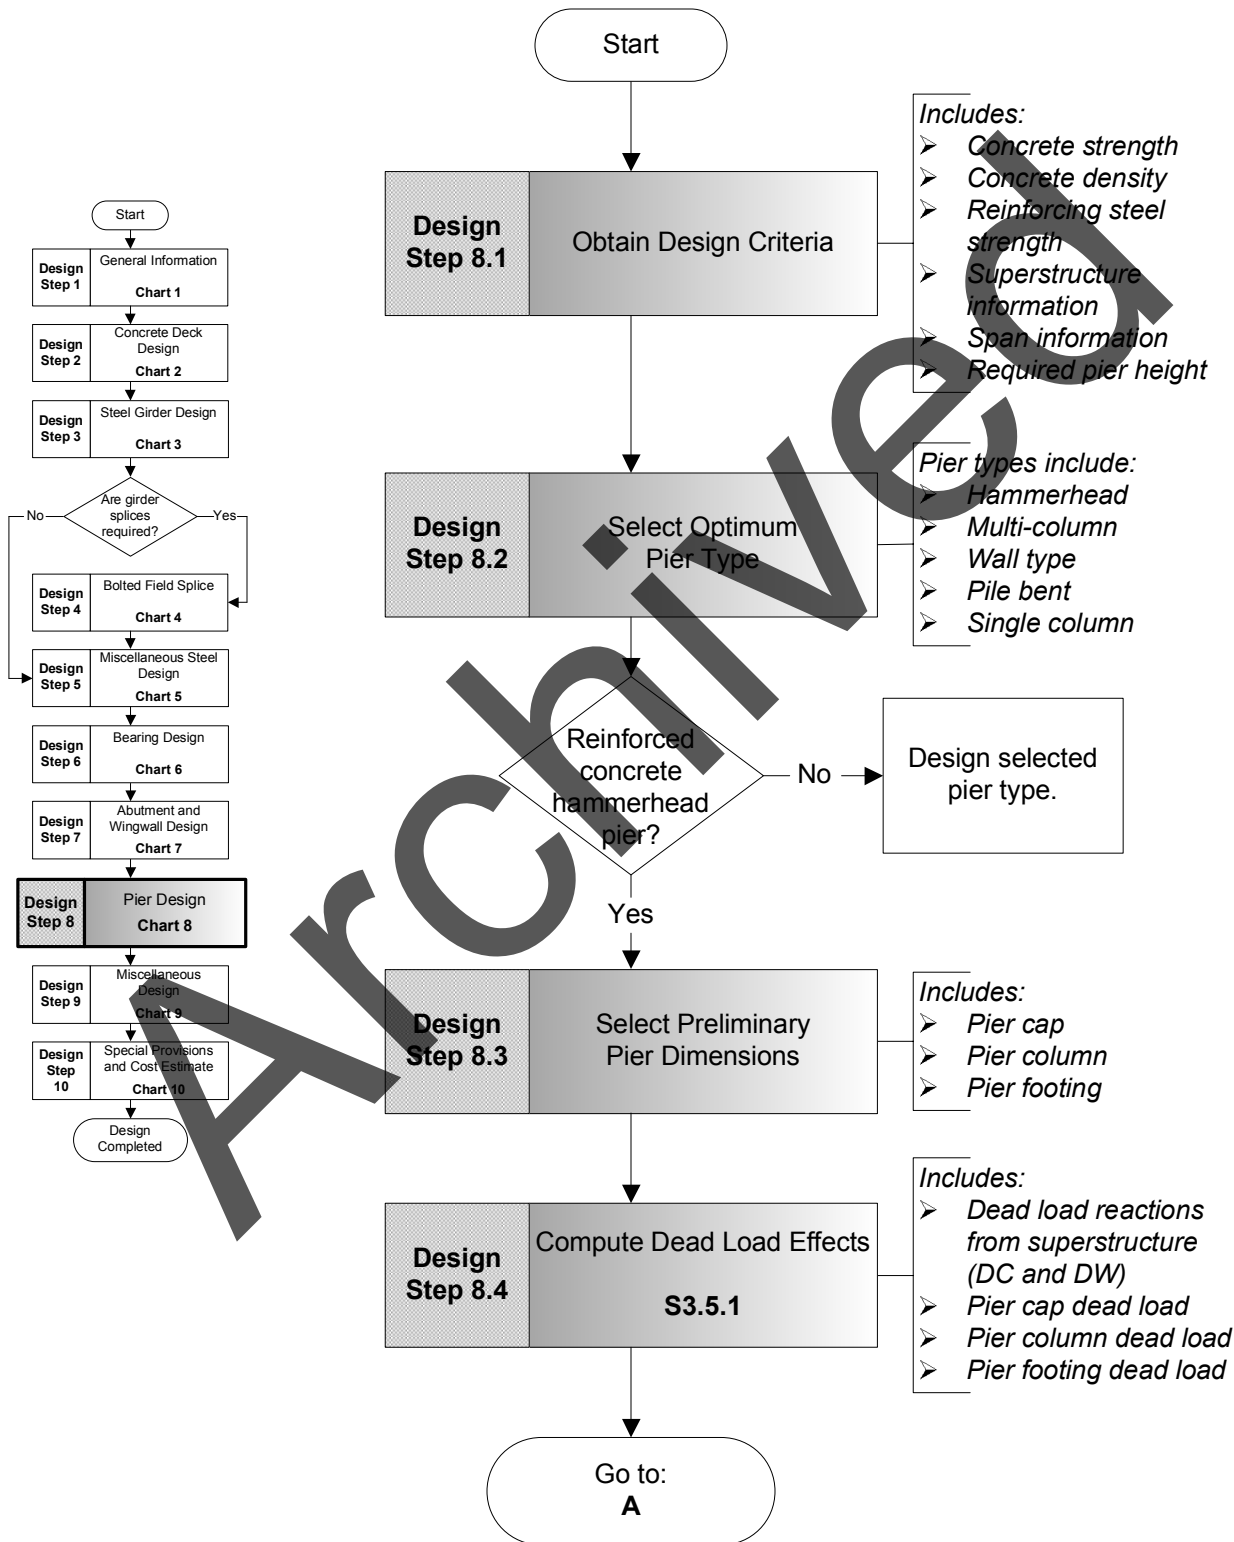 Start
General Information
Design
Step 1
Chart 1
Concrete Deck
Design
Design
Step 2
Chart 2
Steel Girder Design
Design
Step 3
Chart 3
Are girder
splices
required?
No
Yes
Bolted Field Splice
Design
Step 4
Chart 4
Miscellaneous Steel
Design
Design
Step 5
Chart 5
Bearing Design
Design
Step 6
Chart 6
Abutment and
Wingwall Design
Design
Step 7
Chart 7
Design
Step 8
Pier Design
Chart 8
Miscellaneous
Design
Design
Step 9
Chart 9
Design
Step
10
Special Provisions
and Cost Estimate
Chart 10
Design
Completed
Start
Design
Step 8.1
Obtain Design Criteria
Includes:
➢ Concrete strength
➢ Concrete density
➢ Reinforcing steel
strength
➢ Superstructure
information
➢ Span information
➢ Required pier height
Design
Step 8.2
Select Optimum
Pier Type
Pier types include:
➢ Hammerhead
➢ Multi-column
➢ Wall type
➢ Pile bent
➢ Single column
Reinforced
concrete
hammerhead
pier?
No
Design selected
pier type.
Yes
Design
Step 8.3
Select Preliminary
Pier Dimensions
Includes:
➢ Pier cap
➢ Pier column
➢ Pier footing
Design
Step 8.4
Compute Dead Load Effects
S3.5.1
Includes:
➢ Dead load reactions
from superstructure
(DC and DW)
➢ Pier cap dead load
➢ Pier column dead load
➢ Pier footing dead load
Go to:
A
Archived